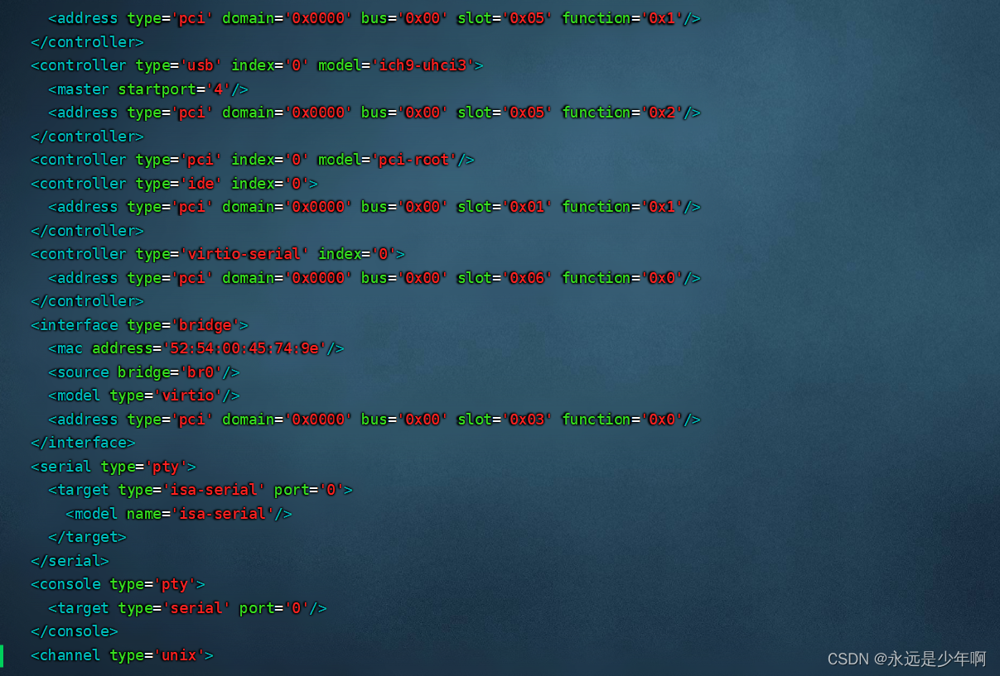 <address type='pci' domain='0x0000' bus='0x00' slot='0x05' function='0x1'/>
</controller>
<controller type='usb' index='0' model='ich9-uhci3'>
<master startport='4'/>
<address type='pci' domain='0x0000' bus='0x00' slot='0x05' function='0x2'/>
</controller>
<controller type='pci' index='0' model='pci-root'/>
<controller type='ide' index='0'>
<address type='pci' domain='0x0000' bus='0x00' slot='0x01' function='0x1'/>
</controller>
<controller type='virtio-serial' index='0'>
<address type='pci' domain='0x0000' bus='0x00' slot='0x06' function='0x0'/>
</controller>
<interface type='bridge'>
<mac address='52:54:00:45:74:9e'/>
<source bridge='br0'/>
<model type='virtio'/>
<address type='pci' domain='0x0000' bus='0x00' slot='0x03' function='0x0'/>
</interface>
<serial type='pty'>
<target type='isa-serial' port='0'>
<model name='isa-serial'/>
</target>
</serial>
<console type='pty'>
<target type='serial' port='0'/>
</console>
<channel type='unix'>
CSDN @永远是少年啊